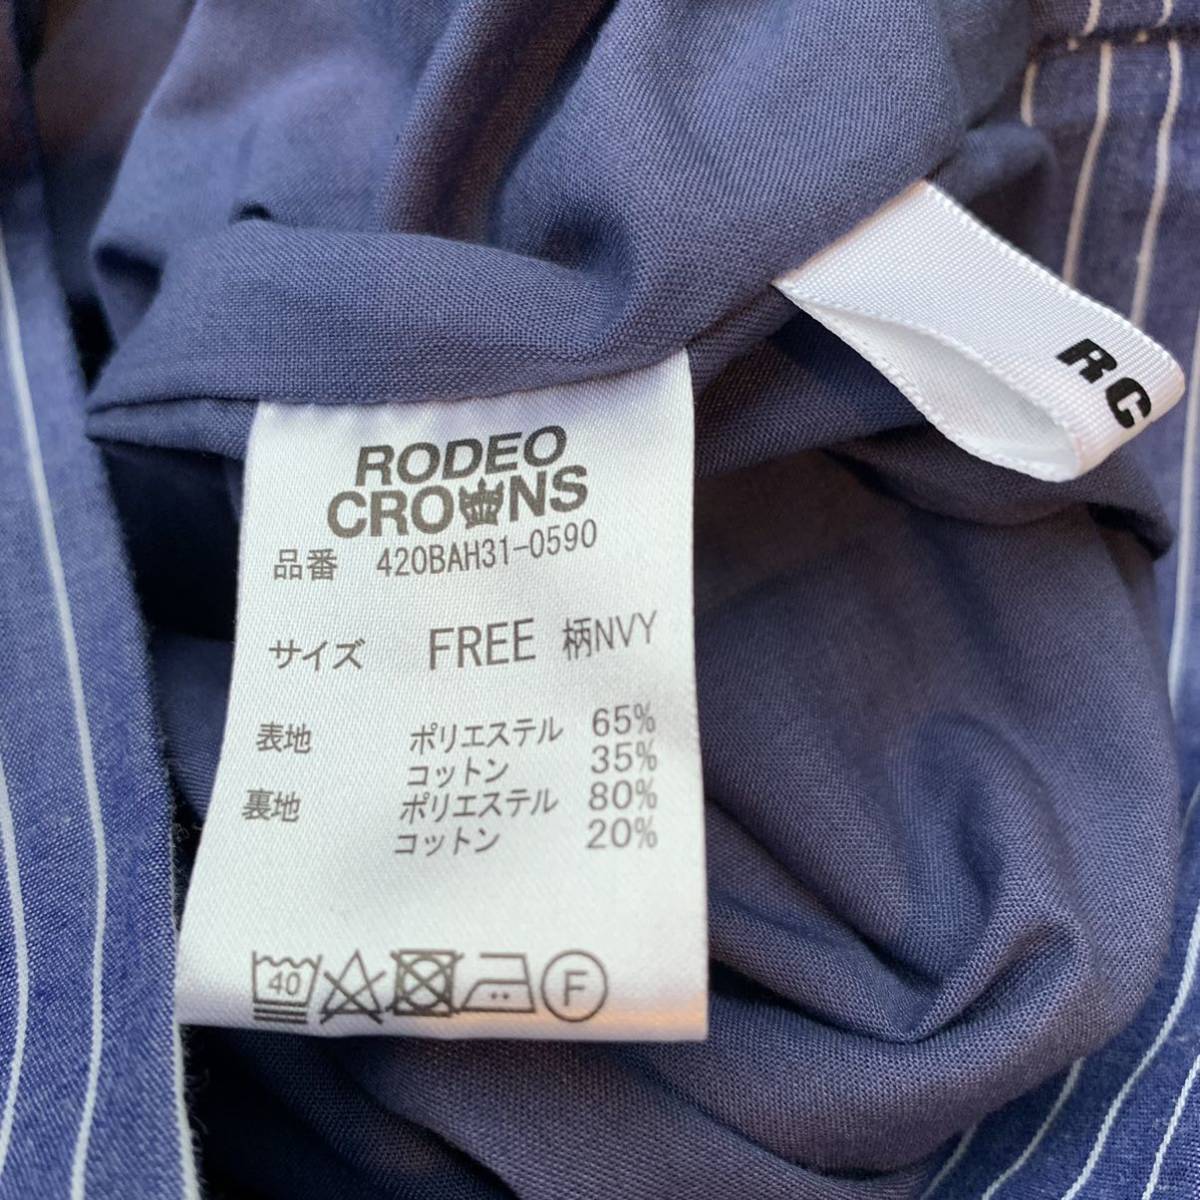 RODEO
CROWNS
品番 420BAH31-0590
サイズ FREE 柄NVY
表地 ポリエステル 65%
コットン 35%
裏地 ポリエステル 80%
コットン 20%
40
F
RC